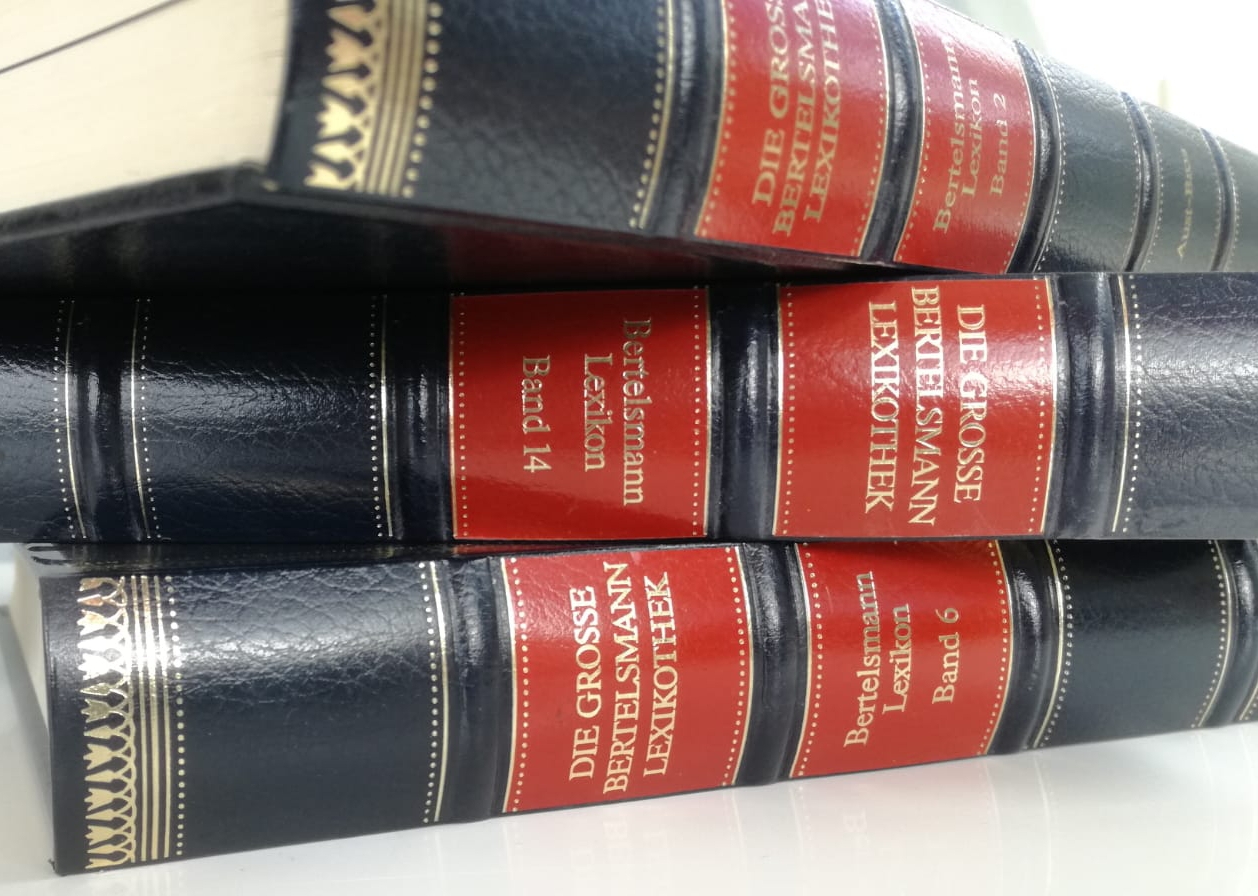 DIE GROSSE
BERTELSMANN
LEXIKOTHEK
Bertelsmann
Lexikon
Band 2
DIE GROSSE
BERTELSMANN
LEXIKOTHEK
Bertelsmann
Lexikon
Band 14
DIE GROSSE
BERTELSMANN
LEXIKOTHEK
Bertelsmann
Lexikon
Band 6